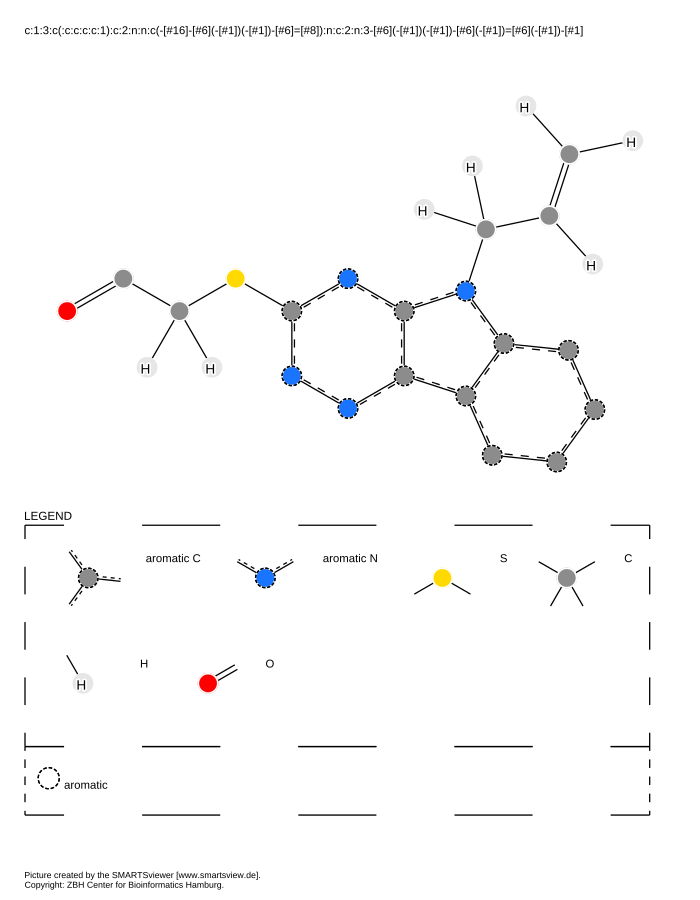 c:1:3:c(:c:c:c:c:1):c:2:n:n:c(-[#16]-[#6](-[#1])(-[#1])-[#6]=[#8]):n:c:2:n:3-[#6](-[#1])(-[#1])-[#6](-[#1])=[#6](-[#1])-[#1]
H
H
H
H
H
H
H
LEGEND
aromatic C
aromatic N
S
C
H
H
O
aromatic
Picture created by the SMARTSviewer [www.smartsview.de].
Copyright: ZBH Center for Bioinformatics Hamburg.